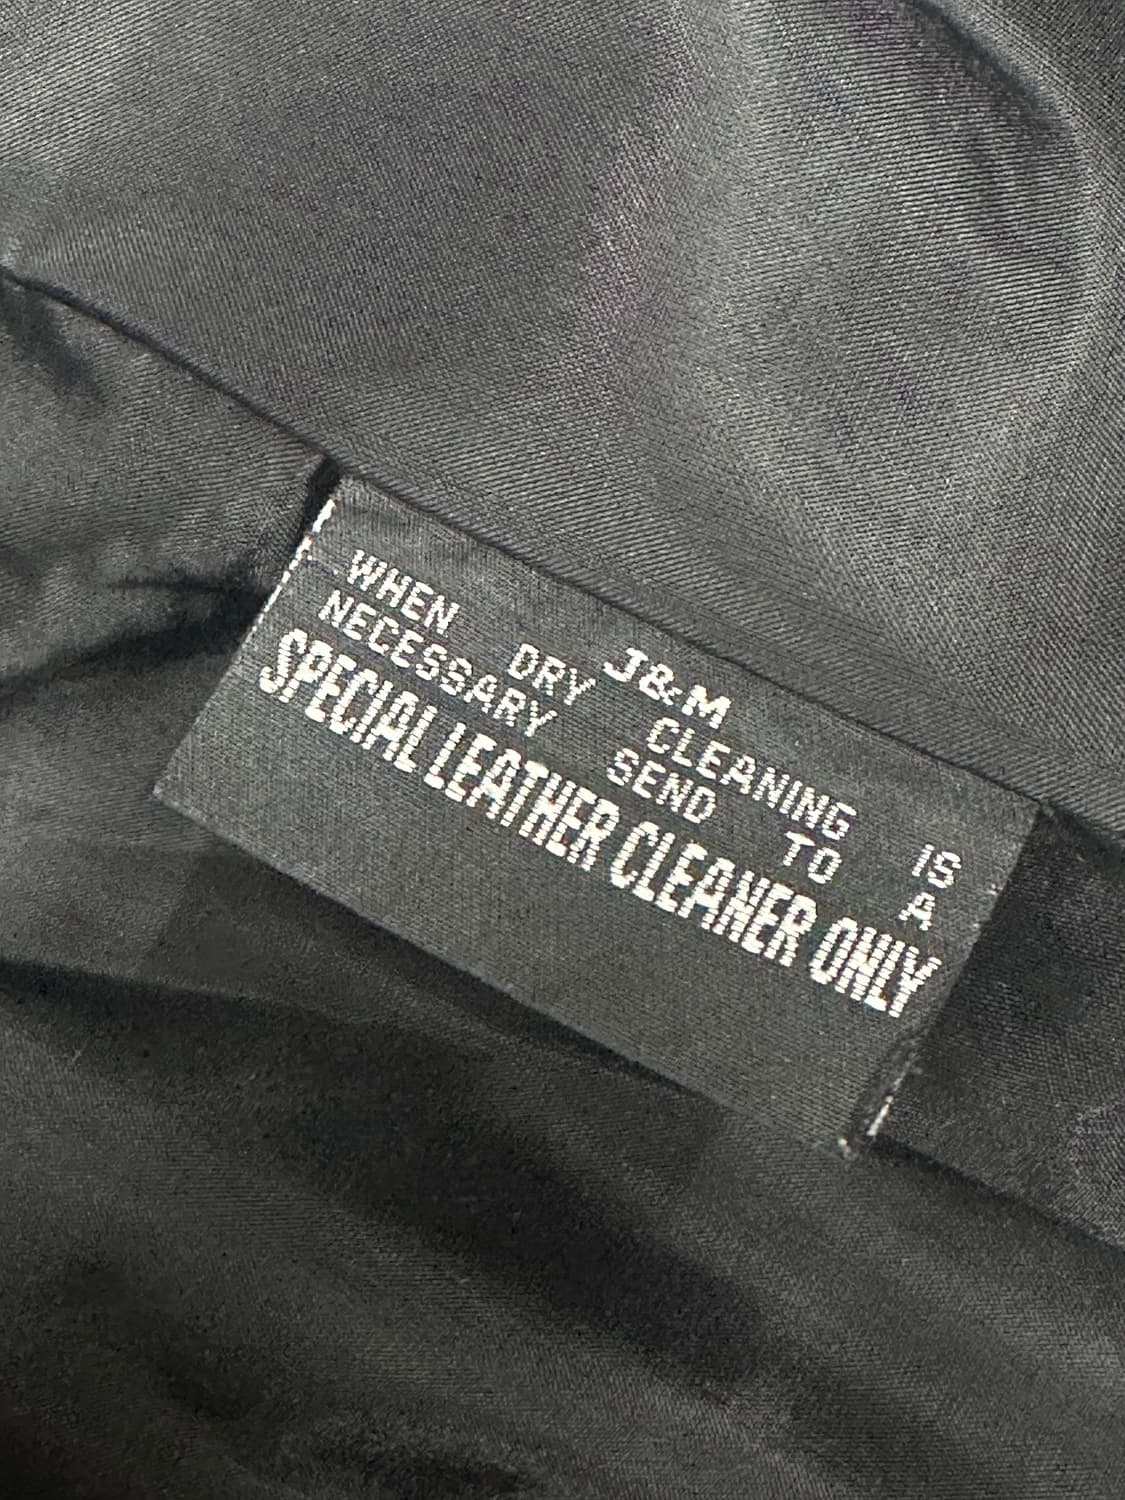 J&M
WHEN DRY CLEANING IS
NECESSARY SEND TO A
SPECIAL LEATHER CLEANER ONLY